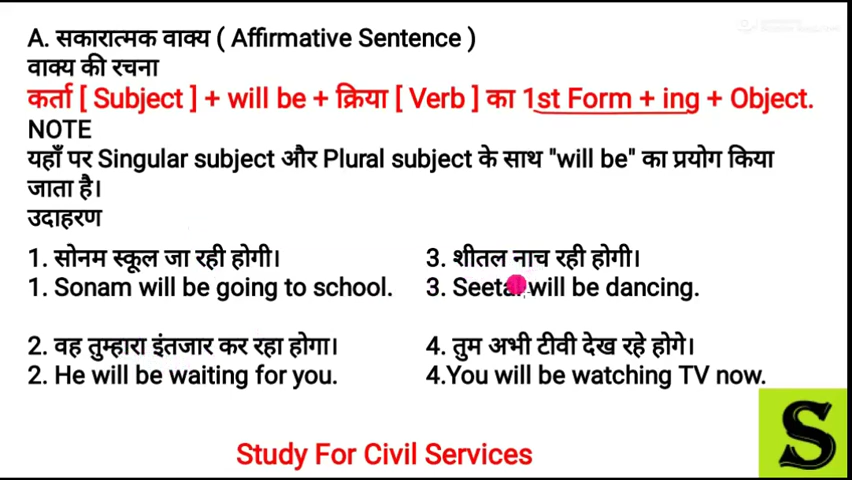 A. सकारात्मक वाक्य ( Affirmative Sentence )
वाक्य की रचना
कर्ता [ Subject ] + will be + क्रिया [ Verb ] का 1st Form + ing + Object.
NOTE
यहाँ पर Singular subject और Plural subject के साथ "will be" का प्रयोग किया
जाता है।
उदाहरण
1. सोनम स्कूल जा रही होगी।
1. Sonam will be going to school.
2. वह तुम्हारा इंतजार कर रहा होगा।
2. He will be waiting for you.
3. शीतल नाच रही होगी।
3. Seetal will be dancing.
4. तुम अभी टीवी देख रहे होगे।
4.You will be watching TV now.
Study For Civil Services
S